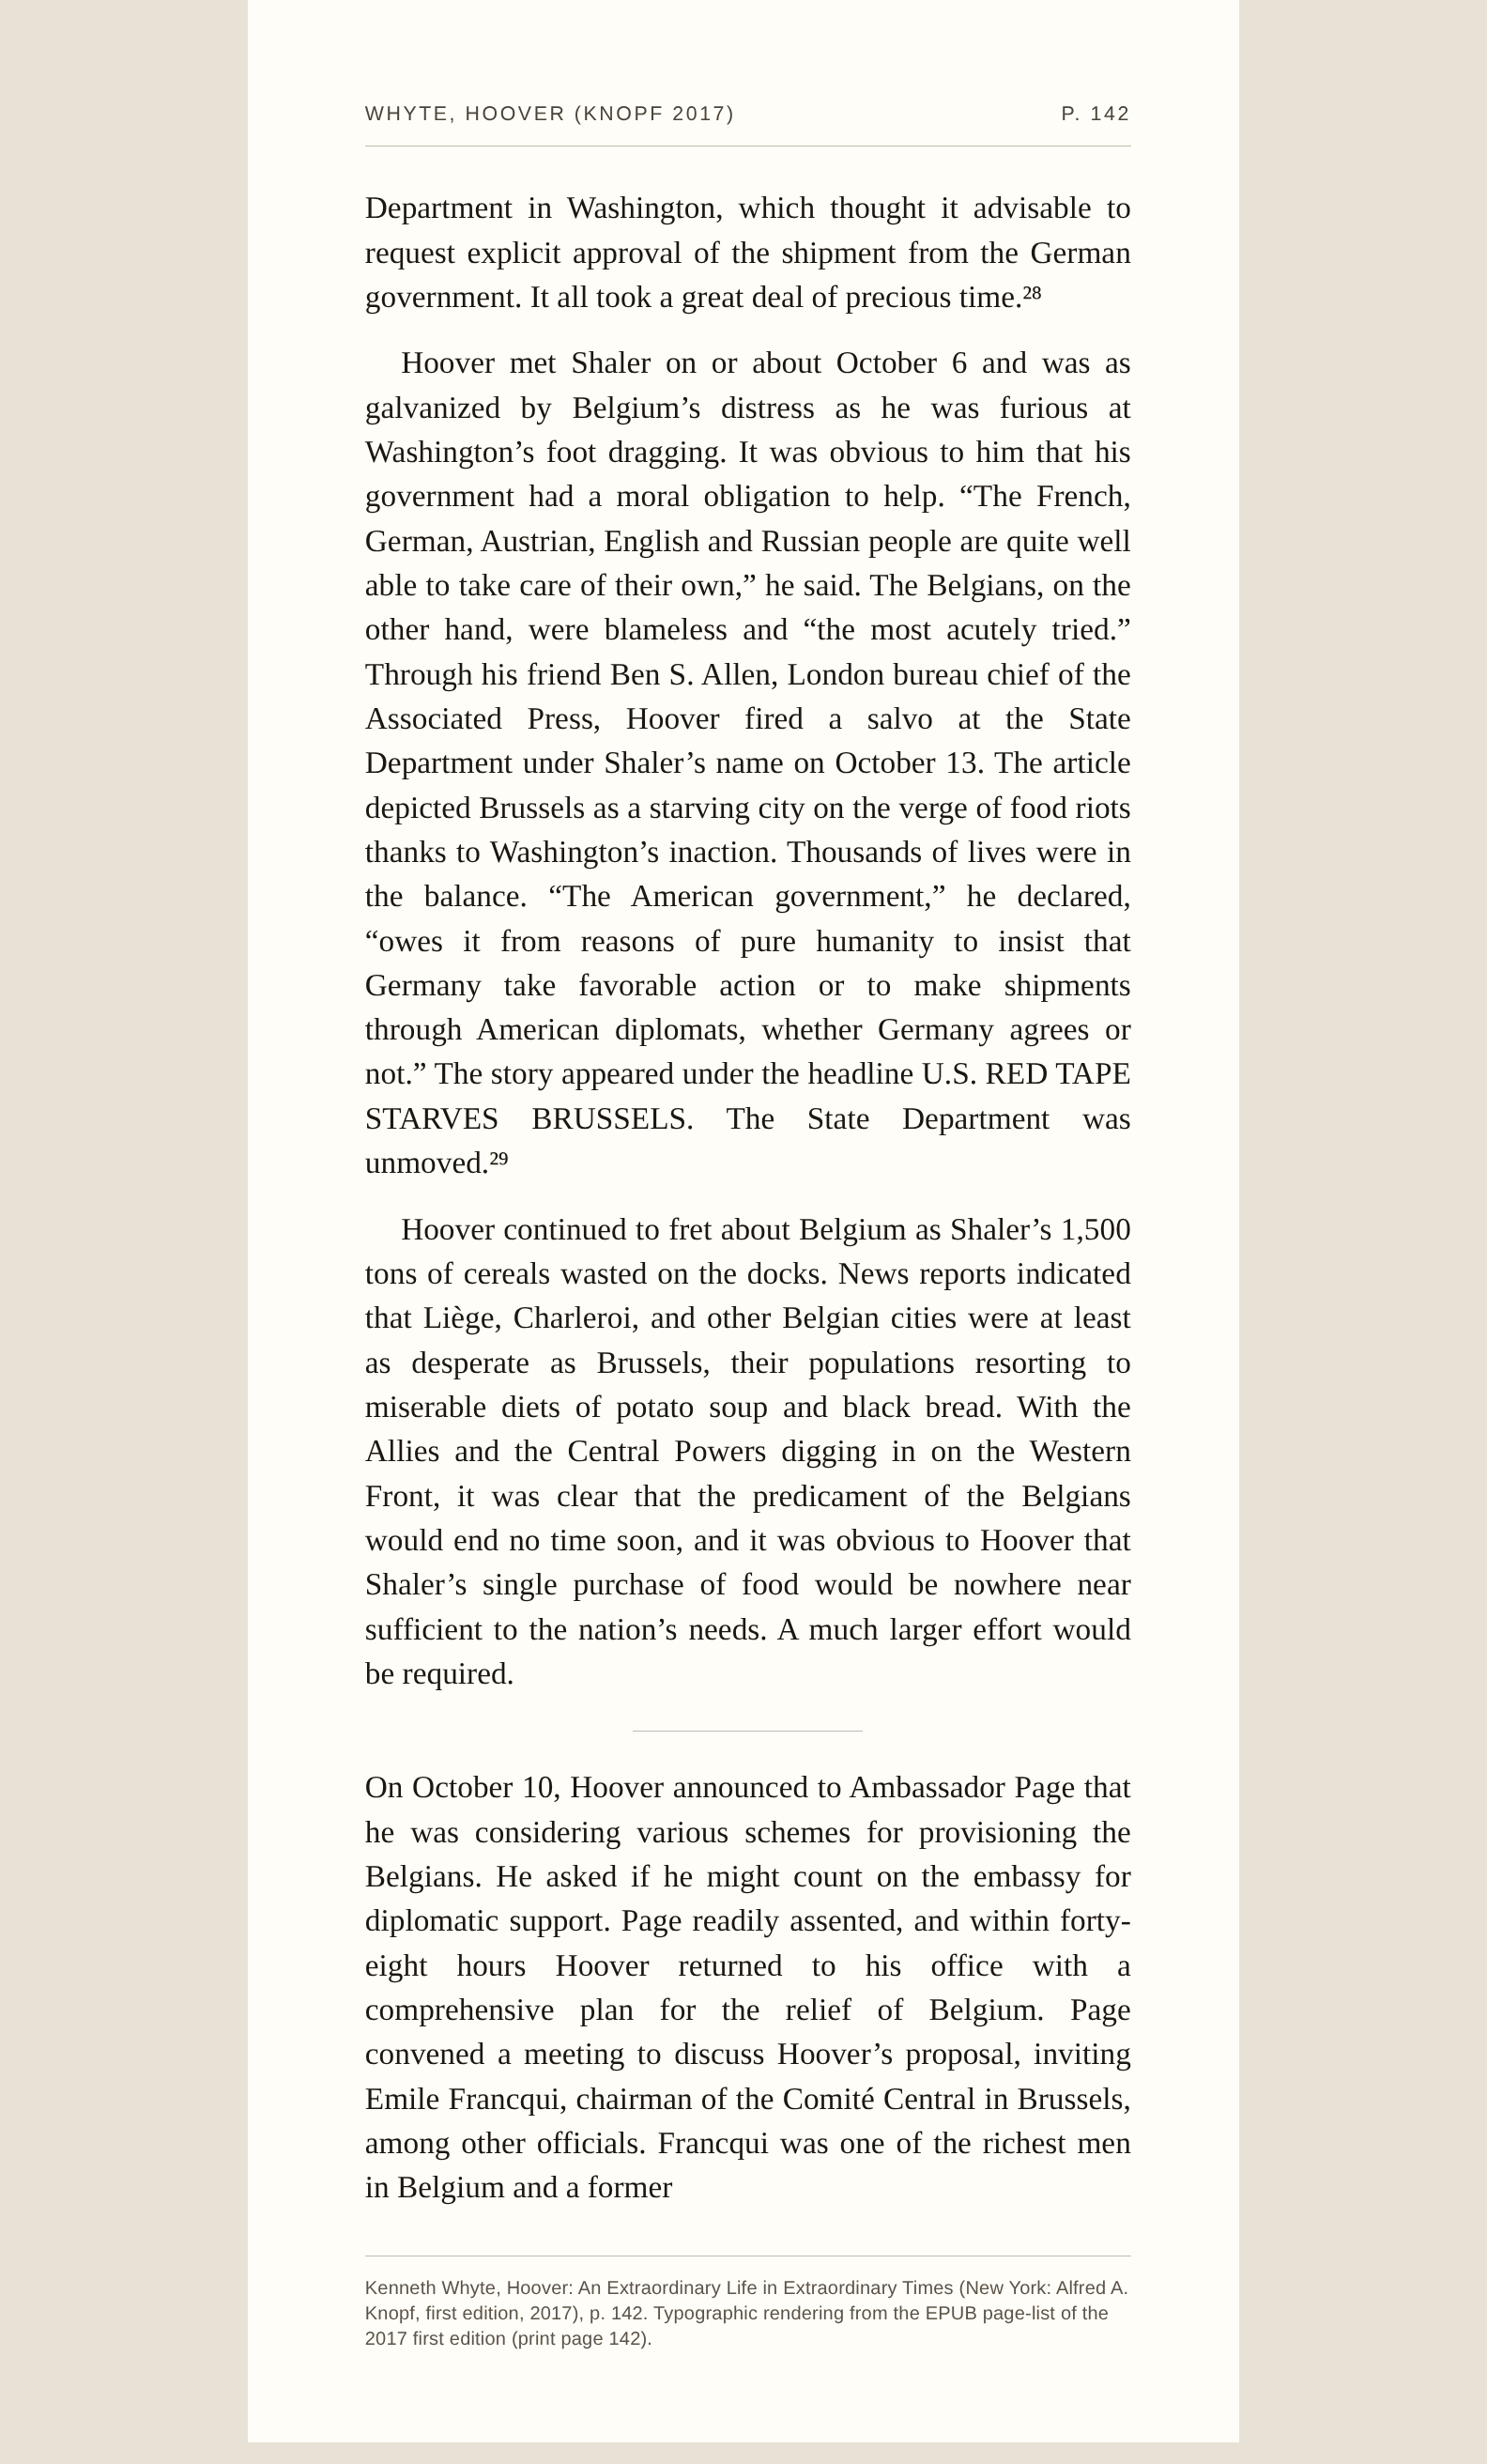 WHYTE, HOOVER (KNOPF 2017) P. 142
Department in Washington, which thought it advisable to
request explicit approval of the shipment from the German
government. It all took a great deal of precious time.²⁸
Hoover met Shaler on or about October 6 and was as
galvanized by Belgium’s distress as he was furious at
Washington’s foot dragging. It was obvious to him that his
government had a moral obligation to help. “The French,
German, Austrian, English and Russian people are quite well
able to take care of their own,” he said. The Belgians, on the
other hand, were blameless and “the most acutely tried.”
Through his friend Ben S. Allen, London bureau chief of the
Associated Press, Hoover fired a salvo at the State
Department under Shaler’s name on October 13. The article
depicted Brussels as a starving city on the verge of food riots
thanks to Washington’s inaction. Thousands of lives were in
the balance. “The American government,” he declared,
“owes it from reasons of pure humanity to insist that
Germany take favorable action or to make shipments
through American diplomats, whether Germany agrees or
not.” The story appeared under the headline U.S. RED TAPE
STARVES BRUSSELS. The State Department was
unmoved.²⁹
Hoover continued to fret about Belgium as Shaler’s 1,500
tons of cereals wasted on the docks. News reports indicated
that Liège, Charleroi, and other Belgian cities were at least
as desperate as Brussels, their populations resorting to
miserable diets of potato soup and black bread. With the
Allies and the Central Powers digging in on the Western
Front, it was clear that the predicament of the Belgians
would end no time soon, and it was obvious to Hoover that
Shaler’s single purchase of food would be nowhere near
sufficient to the nation’s needs. A much larger effort would
be required.
On October 10, Hoover announced to Ambassador Page that
he was considering various schemes for provisioning the
Belgians. He asked if he might count on the embassy for
diplomatic support. Page readily assented, and within forty-
eight hours Hoover returned to his office with a
comprehensive plan for the relief of Belgium. Page
convened a meeting to discuss Hoover’s proposal, inviting
Emile Francqui, chairman of the Comité Central in Brussels,
among other officials. Francqui was one of the richest men
in Belgium and a former
Kenneth Whyte, Hoover: An Extraordinary Life in Extraordinary Times (New York: Alfred A.
Knopf, first edition, 2017), p. 142. Typographic rendering from the EPUB page-list of the
2017 first edition (print page 142).